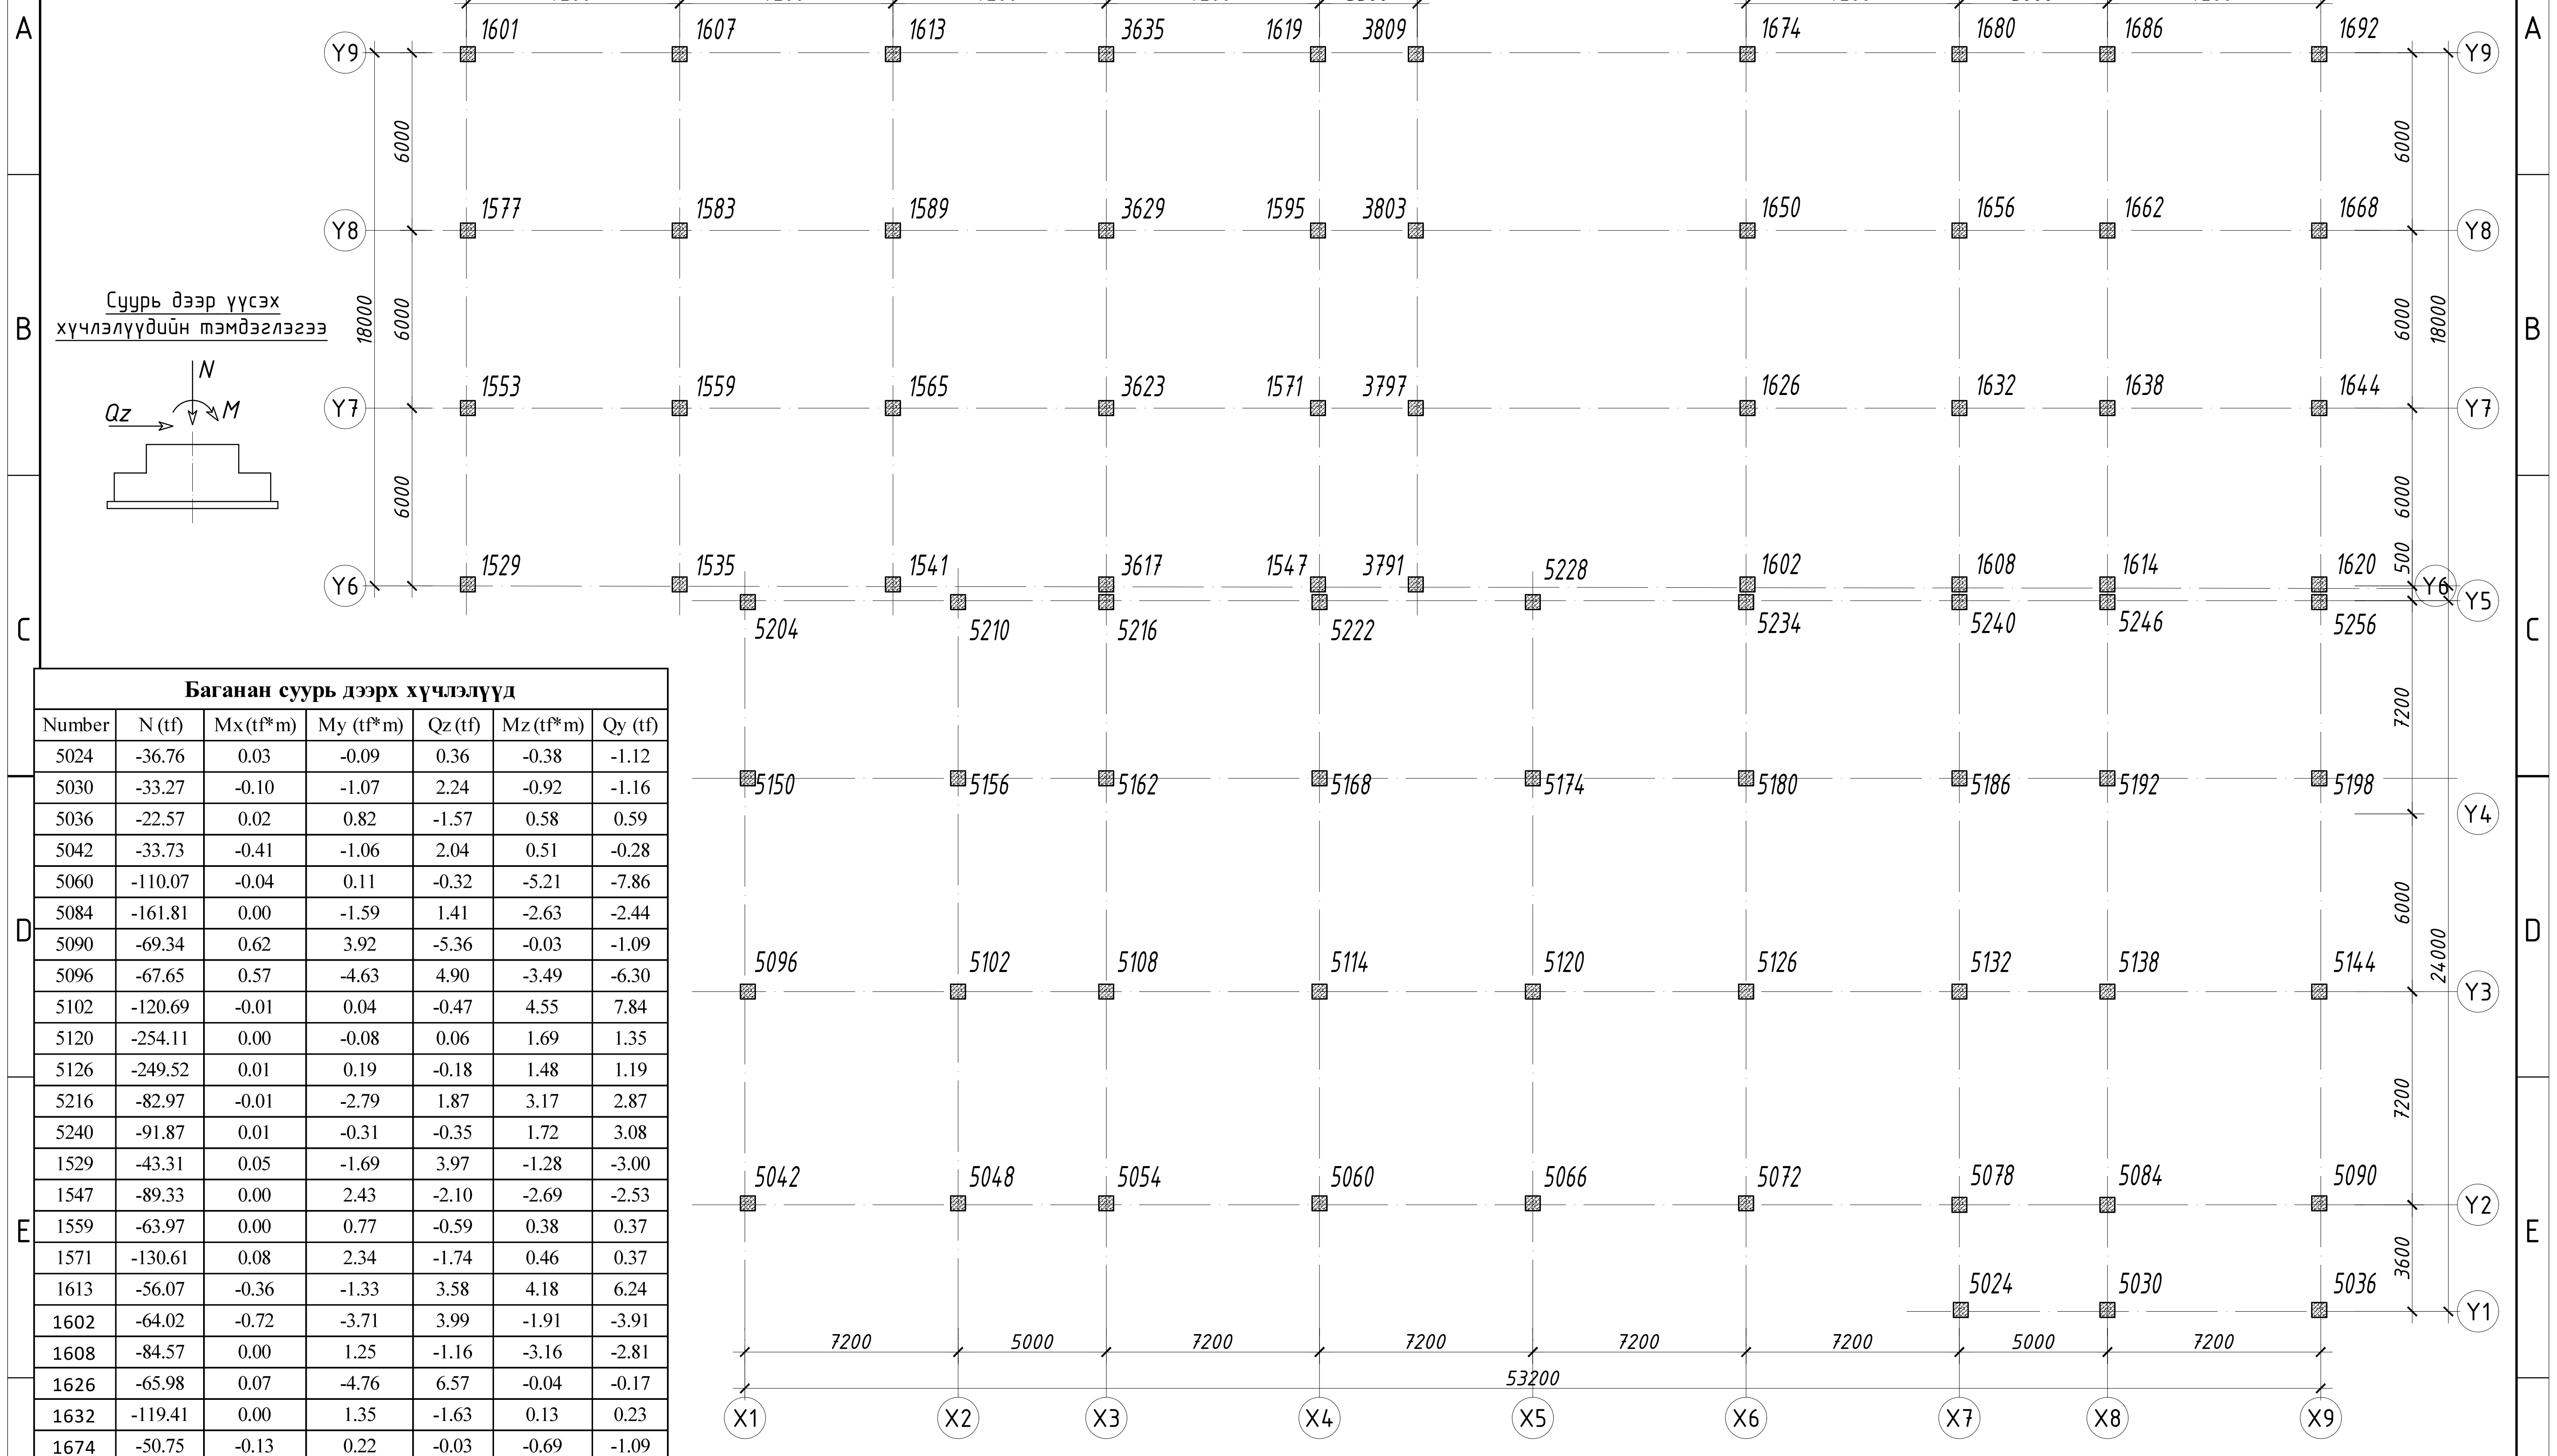 A A
1601 1607 1613 3635 1619 3809 1674 1680 1686 1692
Y9 Y9
6000 6000
1577 1583 1589 3629 1595 3803 1650 1656 1662 1668
Y8 Y8
Суурь дээр үүсэх
хүчлэлүүдийн тэмдэглэгээ
B 18000 6000 6000 18000 B
N
Qz M
1553 1559 1565 3623 1571 3797 1626 1632 1638 1644
Y7 Y7
6000 6000
1529 1535 1541 3617 1547 3791 5228 1602 1608 1614 1620 500
Y6 Y6 Y5
C C
5204 5210 5216 5222 5234 5240 5246 5256
7200
5150 5156 5162 5168 5174 5180 5186 5192 5198
Y4
6000
D 24000 D
5096 5102 5108 5114 5120 5126 5132 5138 5144
Y3
7200
5042 5048 5054 5060 5066 5072 5078 5084 5090
Y2
E E
3600
5024 5030 5036
Y1
7200 5000 7200 7200 7200 7200 5000 7200
53200
X1 X2 X3 X4 X5 X6 X7 X8 X9
Баганан суурь дээрх хүчлэлүүд
Number N (tf) Mx (tf*m) My (tf*m) Qz (tf) Mz (tf*m) Qy (tf)
5024 -36.76 0.03 -0.09 0.36 -0.38 -1.12
5030 -33.27 -0.10 -1.07 2.24 -0.92 -1.16
5036 -22.57 0.02 0.82 -1.57 0.58 0.59
5042 -33.73 -0.41 -1.06 2.04 0.51 -0.28
5060 -110.07 -0.04 0.11 -0.32 -5.21 -7.86
5084 -161.81 0.00 -1.59 1.41 -2.63 -2.44
5090 -69.34 0.62 3.92 -5.36 -0.03 -1.09
5096 -67.65 0.57 -4.63 4.90 -3.49 -6.30
5102 -120.69 -0.01 0.04 -0.47 4.55 7.84
5120 -254.11 0.00 -0.08 0.06 1.69 1.35
5126 -249.52 0.01 0.19 -0.18 1.48 1.19
5216 -82.97 -0.01 -2.79 1.87 3.17 2.87
5240 -91.87 0.01 -0.31 -0.35 1.72 3.08
1529 -43.31 0.05 -1.69 3.97 -1.28 -3.00
1547 -89.33 0.00 2.43 -2.10 -2.69 -2.53
1559 -63.97 0.00 0.77 -0.59 0.38 0.37
1571 -130.61 0.08 2.34 -1.74 0.46 0.37
1613 -56.07 -0.36 -1.33 3.58 4.18 6.24
1602 -64.02 -0.72 -3.71 3.99 -1.91 -3.91
1608 -84.57 0.00 1.25 -1.16 -3.16 -2.81
1626 -65.98 0.07 -4.76 6.57 -0.04 -0.17
1632 -119.41 0.00 1.35 -1.63 0.13 0.23
1674 -50.75 -0.13 0.22 -0.03 -0.69 -1.09